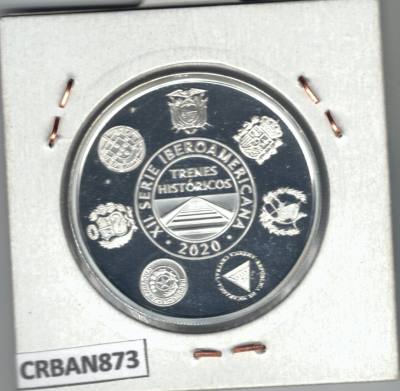 XII SERIE IBEROAMERICANA
TRENES
HISTÓRICOS
• 2020 •
CRBAN873